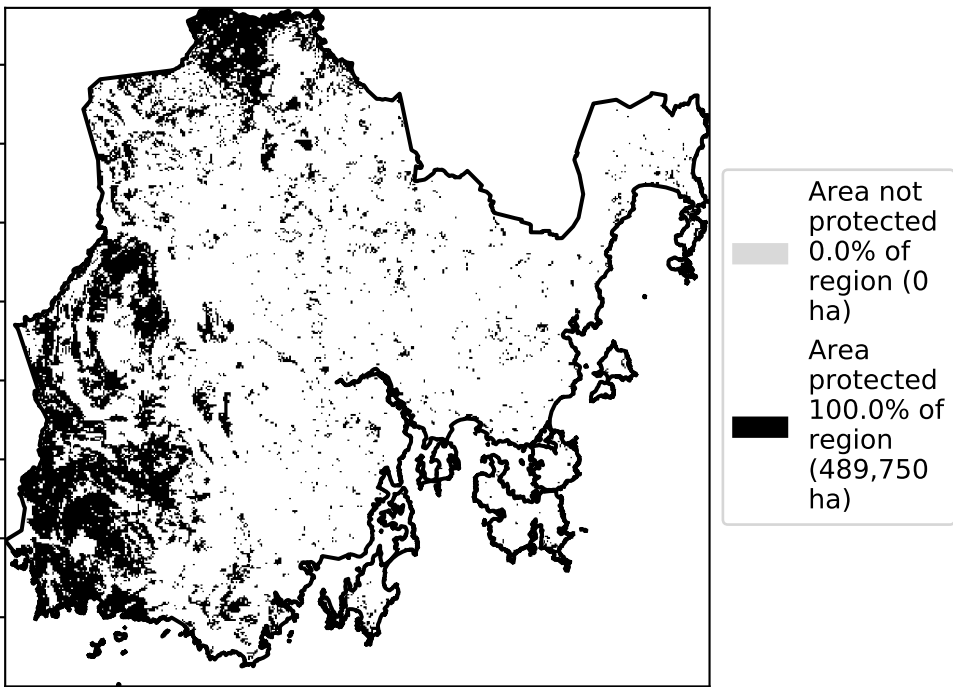 Area not
protected
0.0% of
region (0
ha)
Area
protected
100.0% of
region
(489,750
ha)